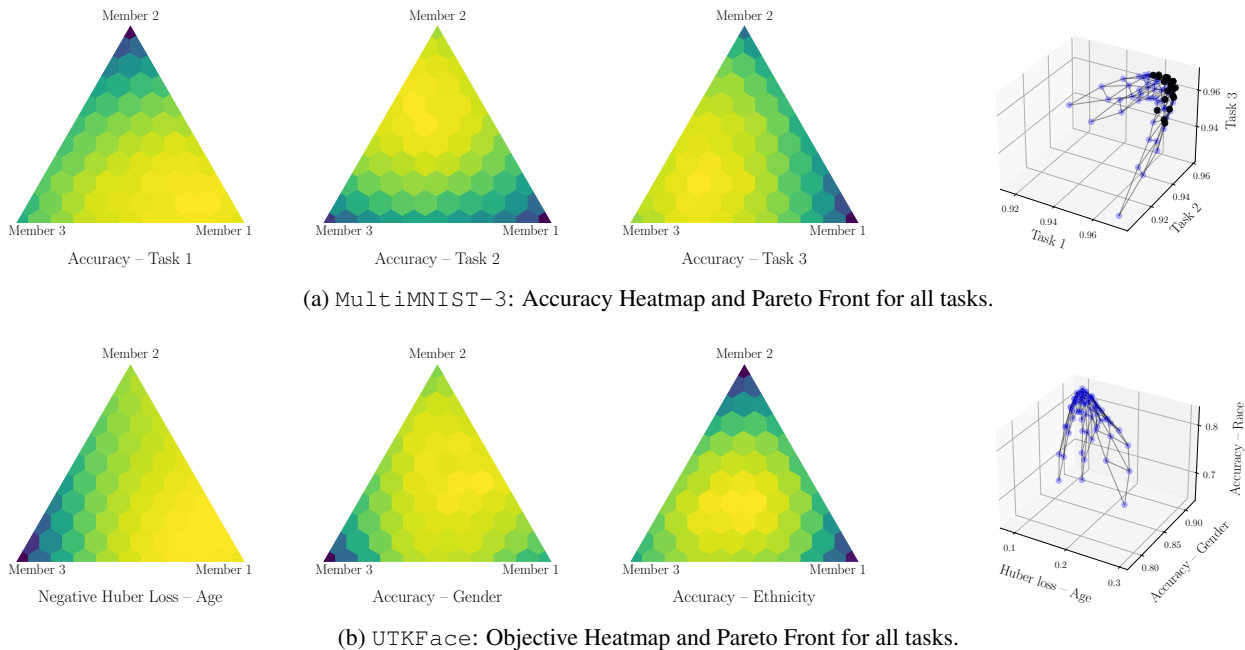 Member 2
Member 2
Member 2
Member 3
Member 1
Member 3
Member 1
Member 3
Member 1
Accuracy – Task 1
Accuracy – Task 2
Accuracy – Task 3
0.96
0.94
Task 3
0.96
0.94
0.92
Task 2
0.92
0.94
0.96
Task 1
(a) MultiMNIST-3: Accuracy Heatmap and Pareto Front for all tasks.
Member 2
Member 2
Member 2
Member 3
Member 1
Member 3
Member 1
Member 3
Member 1
Negative Huber Loss – Age
Accuracy – Gender
Accuracy – Ethnicity
0.8
0.7
Accuracy – Race
0.90
0.85
0.80
Accuracy – Gender
0.1
0.2
0.3
Huber loss – Age
(b) UTKFace: Objective Heatmap and Pareto Front for all tasks.